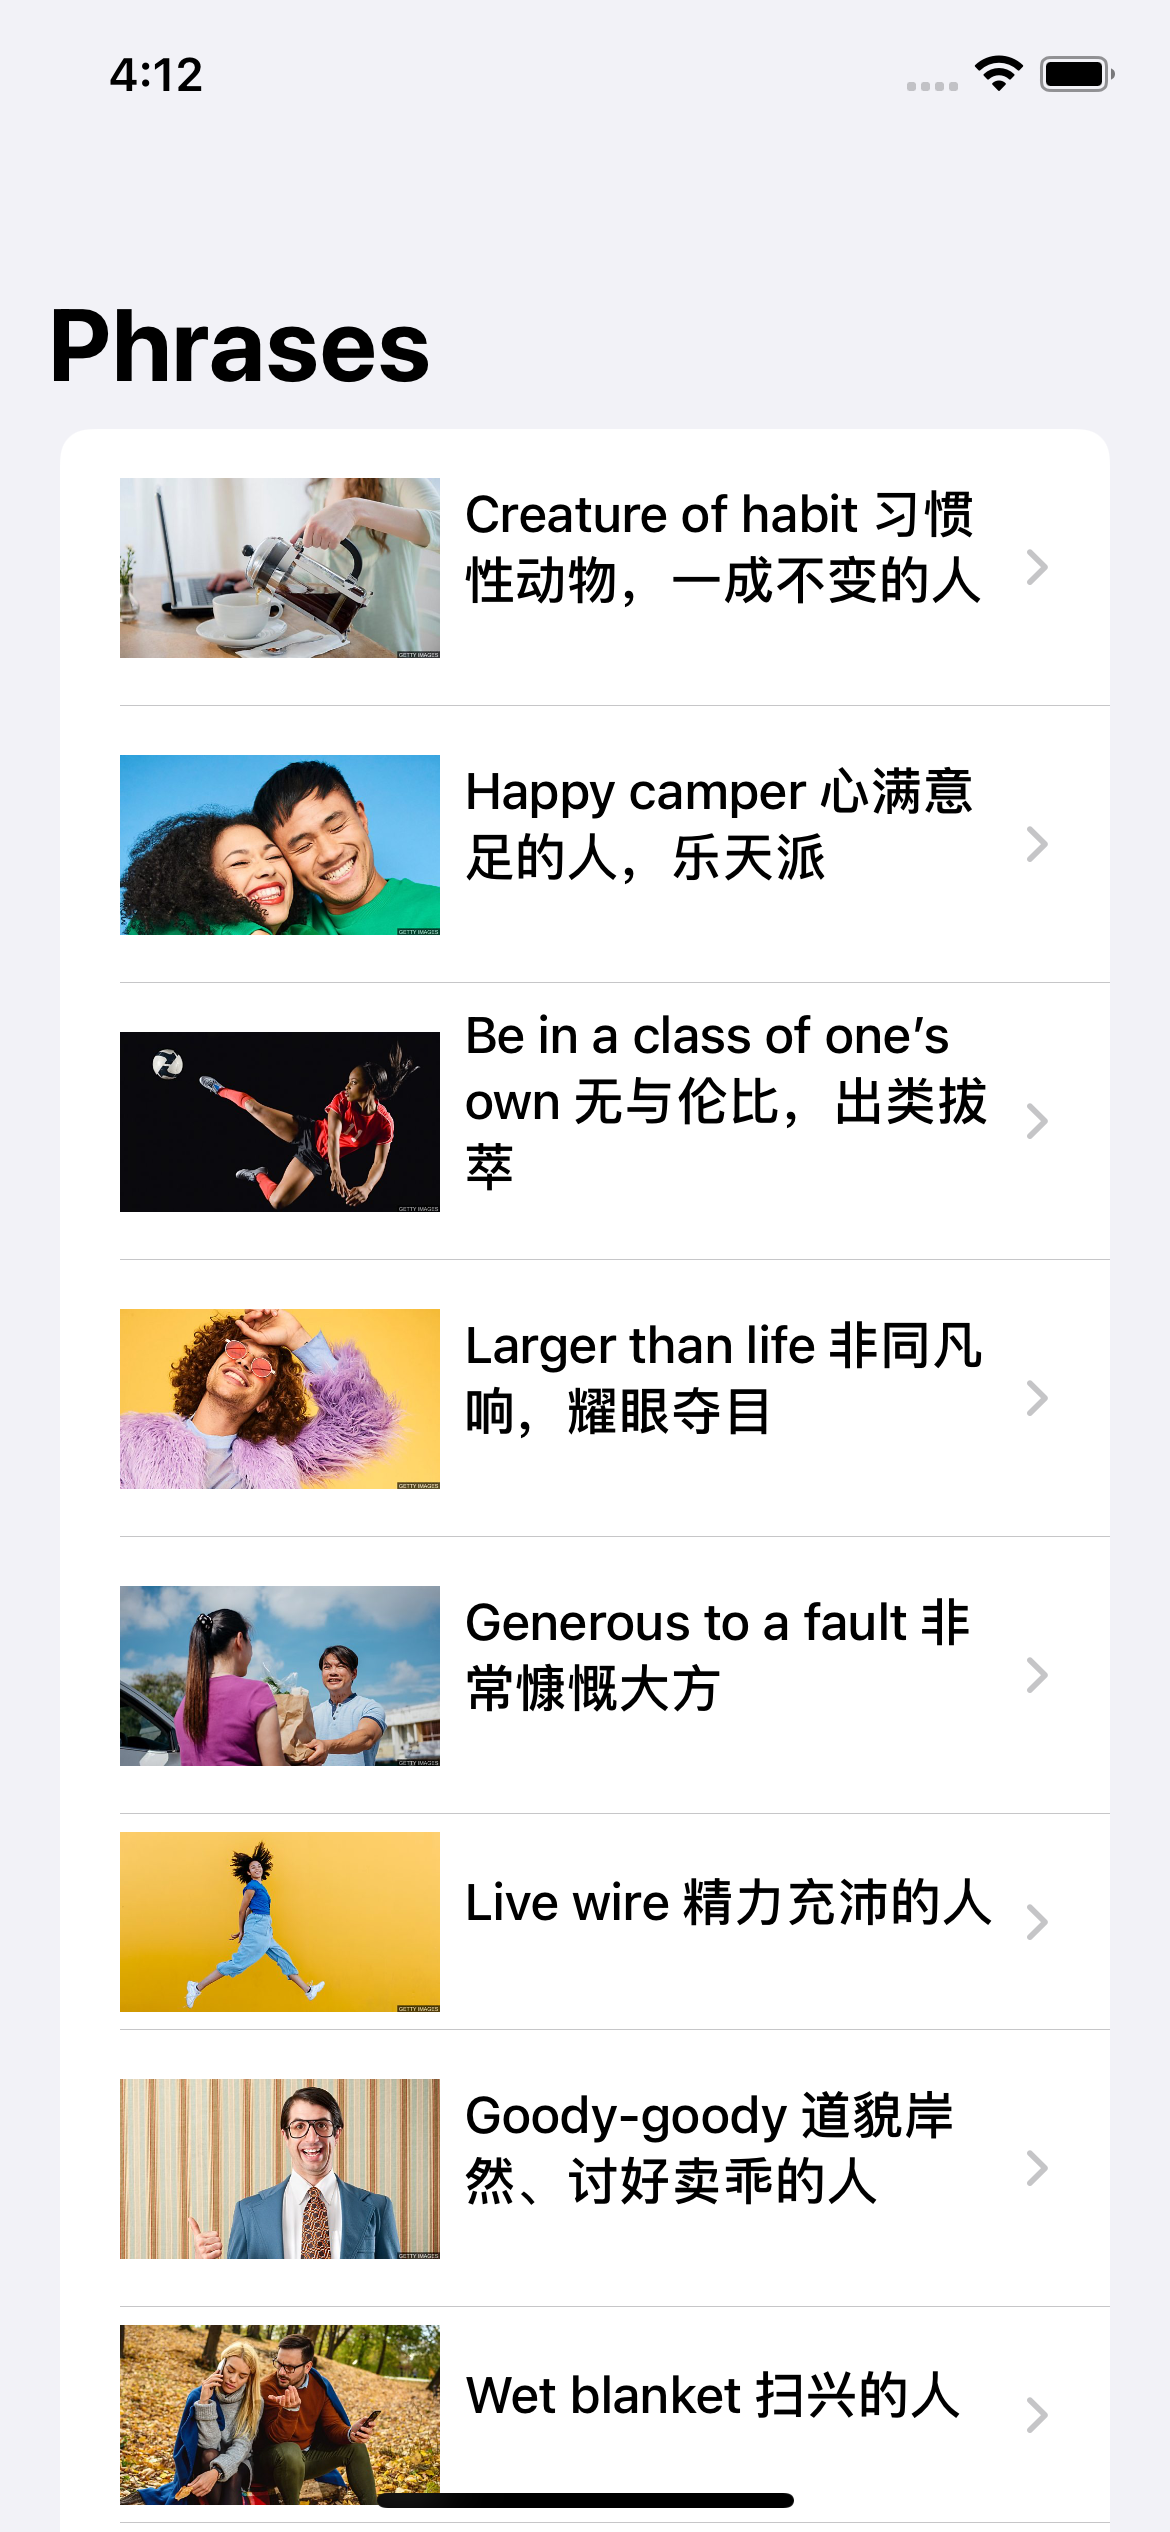 4:12
Phrases
Creature of habit 习惯
性动物，一成不变的人
GETTY IMAGES
Happy camper 心满意
足的人，乐天派
GETTY IMAGES
Be in a class of one’s
own 无与伦比，出类拔
萃
GETTY IMAGES
Larger than life 非同凡
响，耀眼夺目
GETTY IMAGES
Generous to a fault 非
常慷慨大方
GETTY IMAGES
Live wire 精力充沛的人
GETTY IMAGES
Goody-goody 道貌岸
然、讨好卖乖的人
GETTY IMAGES
Wet blanket 扫兴的人